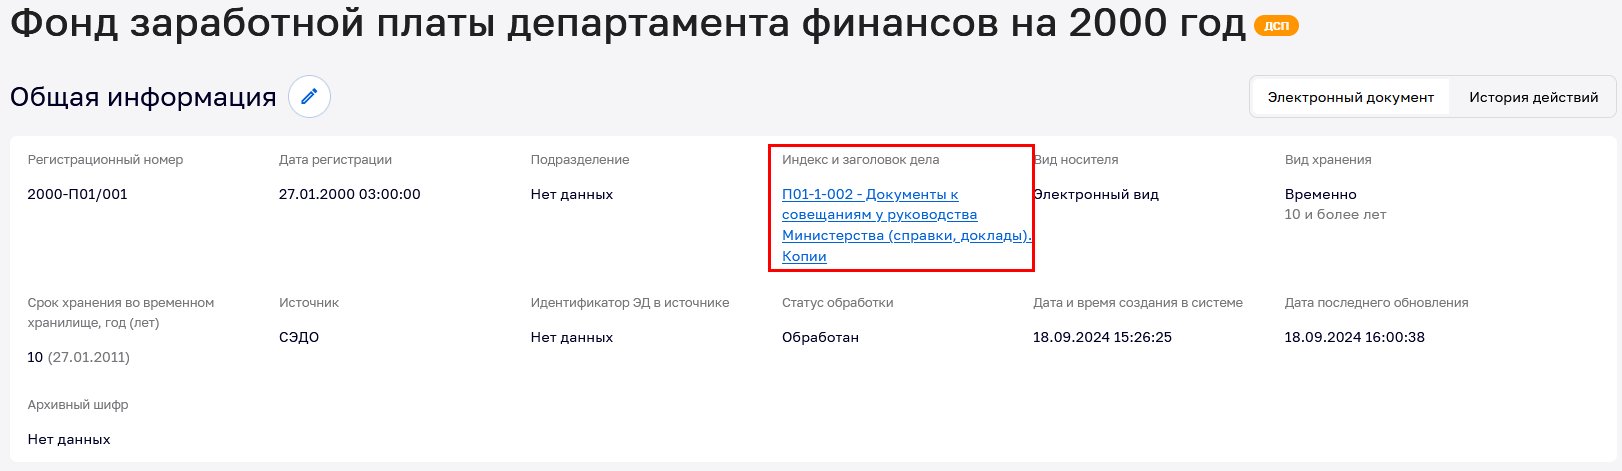 Фонд заработной платы департамента финансов на 2000 год ДСП
Общая информация
Электронный документ История действий
Регистрационный номер
2000-П01/001
Дата регистрации
27.01.2000 03:00:00
Подразделение
Нет данных
Индекс и заголовок дела
П01-1-002 - Документы к
совещаниям у руководства
Министерства (справки, доклады).
Копии
Вид носителя
Электронный вид
Вид хранения
Временно
10 и более лет
Срок хранения во временном
хранилище, год (лет)
10 (27.01.2011)
Источник
СЭДО
Идентификатор ЭД в источнике
Нет данных
Статус обработки
Обработан
Дата и время создания в системе
18.09.2024 15:26:25
Дата последнего обновления
18.09.2024 16:00:38
Архивный шифр
Нет данных